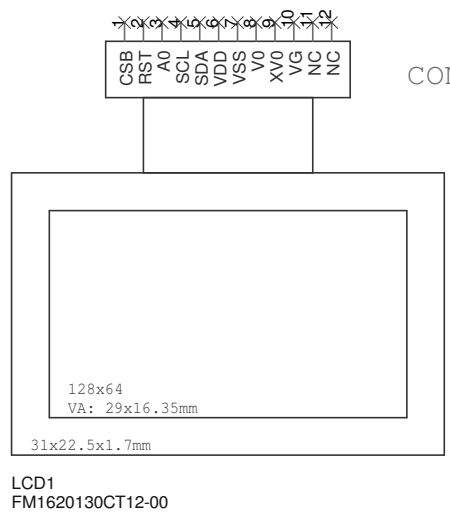 1 2 3 4 5 6 7 8 9 10 11 12
CSB RST A0 SCL SDA VDD VSS V0 XV0 VG NC NC
128x64
VA: 29x16.35mm
31x22.5x1.7mm
LCD1
FM1620130CT12-00